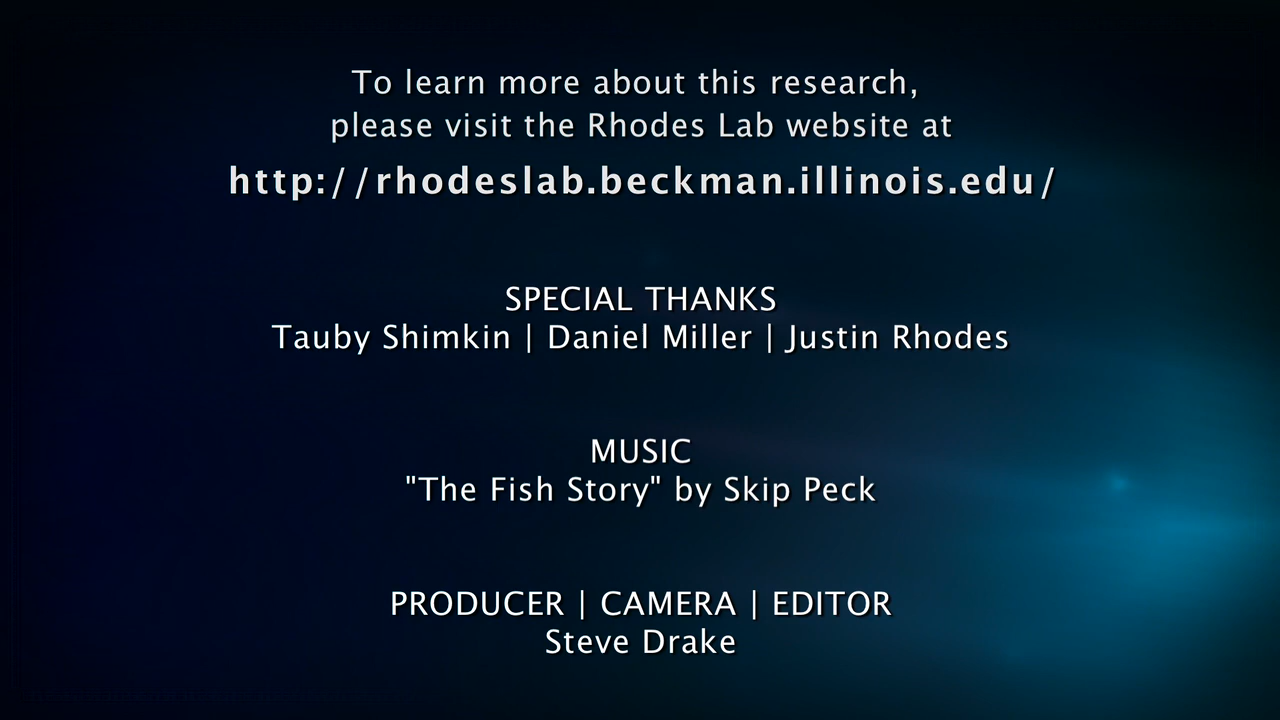 To learn more about this research,
please visit the Rhodes Lab website at
http://rhodeslab.beckman.illinois.edu/
SPECIAL THANKS
Tauby Shimkin | Daniel Miller | Justin Rhodes
MUSIC
"The Fish Story" by Skip Peck
PRODUCER | CAMERA | EDITOR
Steve Drake